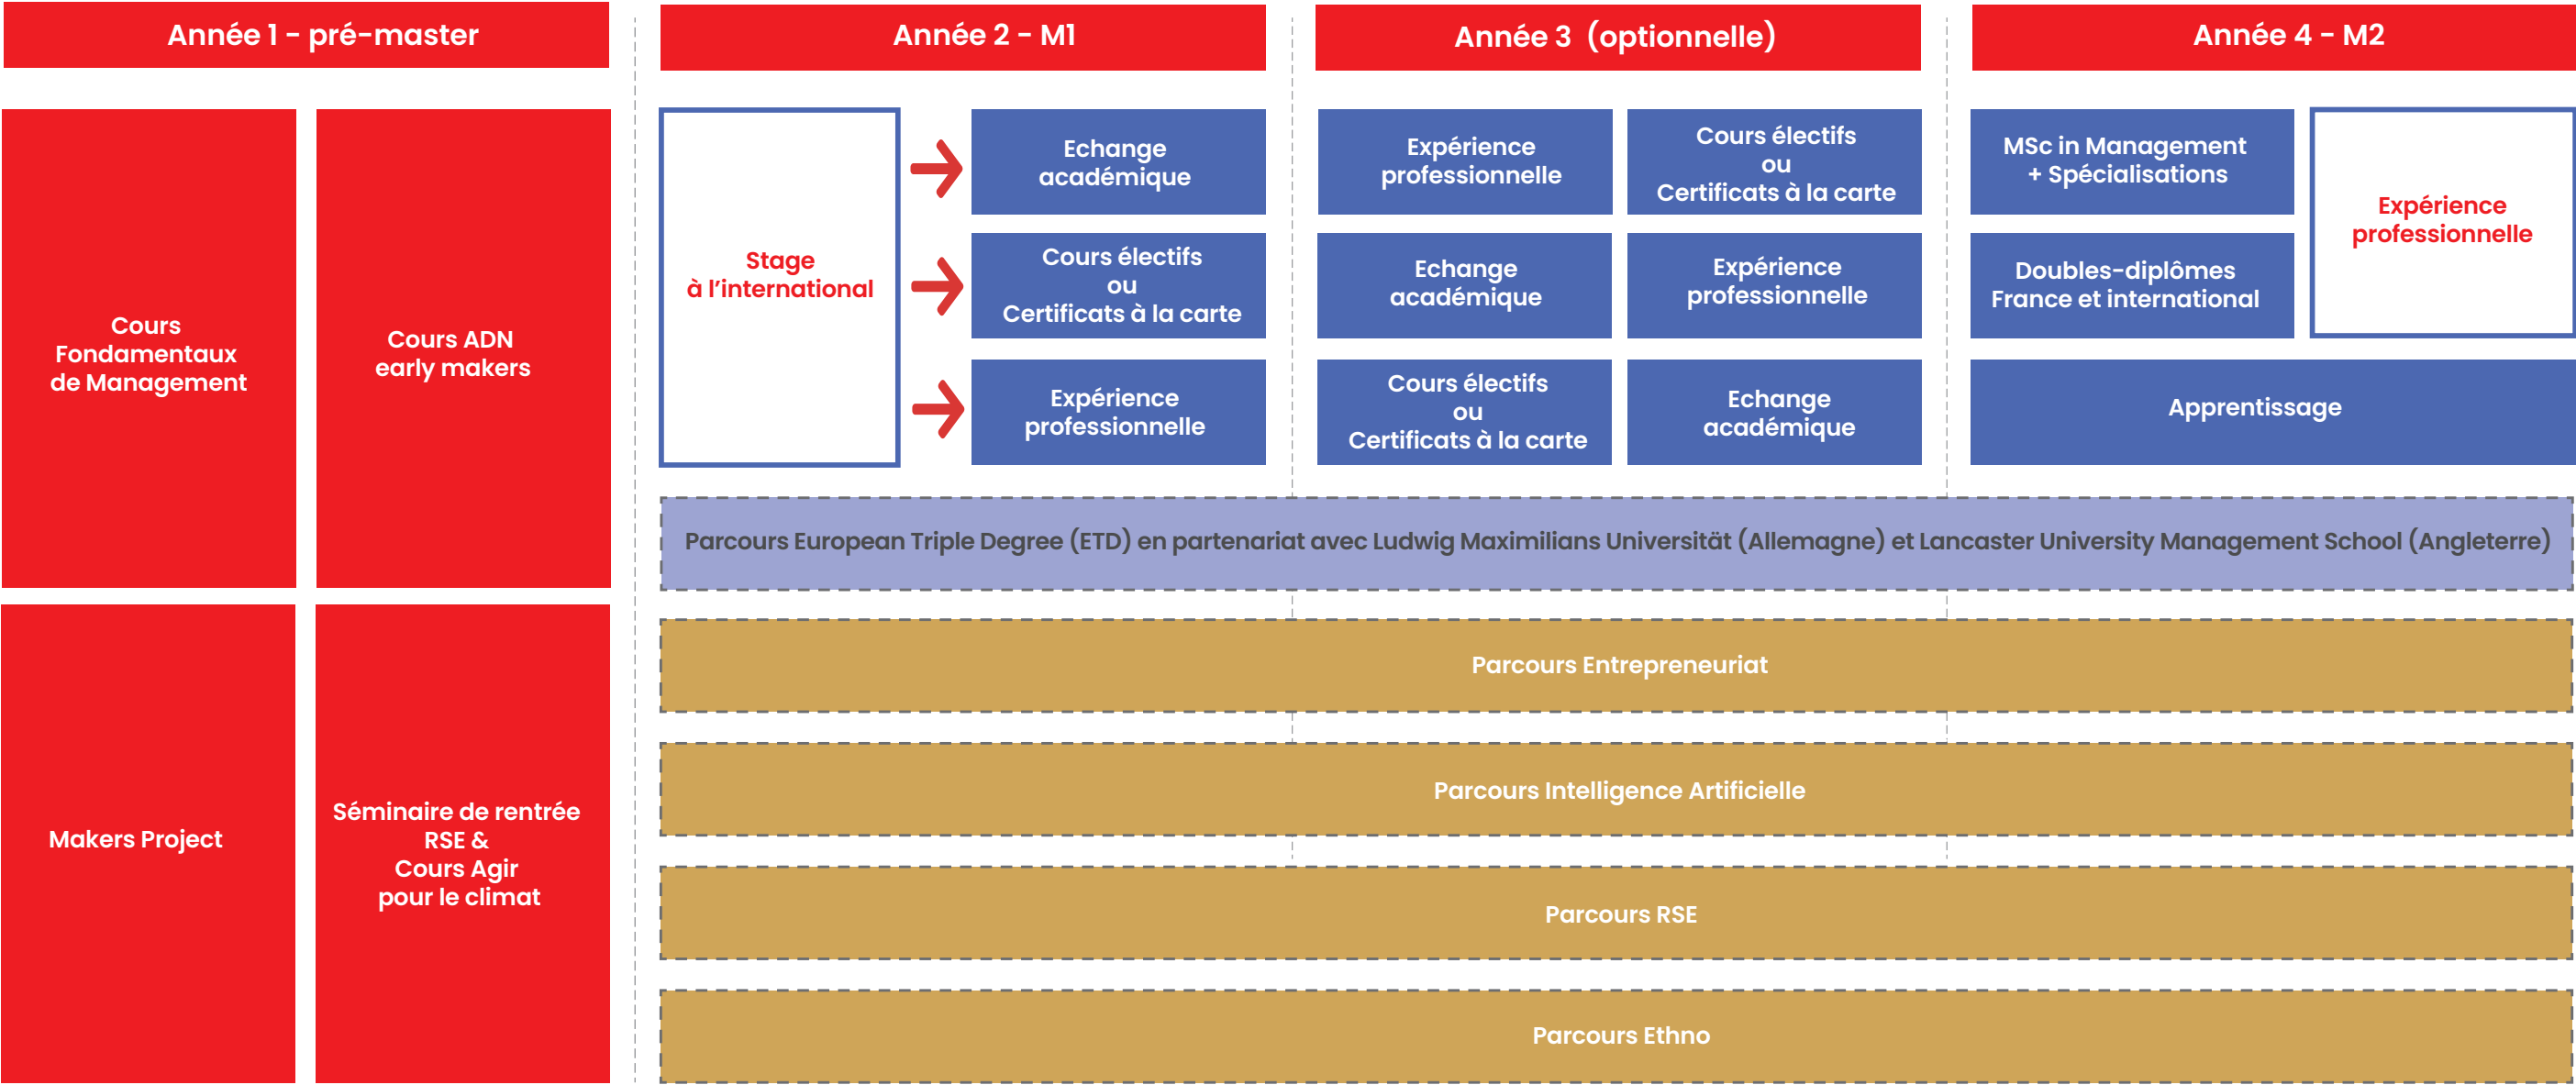 Année 1 - pré-master
Cours
Fondamentaux
de Management
Cours ADN
early makers
Makers Project
Séminaire de rentrée
RSE &
Cours Agir
pour le climat
Année 2 - M1
Stage
à l'international
Echange
académique
Cours électifs
ou
Certificats à la carte
Expérience
professionnelle
Année 3 (optionnelle)
Expérience
professionnelle
Cours électifs
ou
Certificats à la carte
Echange
académique
Expérience
professionnelle
Cours électifs
ou
Certificats à la carte
Echange
académique
Année 4 - M2
MSc in Management
+ Spécialisations
Doubles-diplômes
France et international
Expérience
professionnelle
Apprentissage
Parcours European Triple Degree (ETD) en partenariat avec Ludwig Maximilians Universität (Allemagne) et Lancaster University Management School (Angleterre)
Parcours Entrepreneuriat
Parcours Intelligence Artificielle
Parcours RSE
Parcours Ethno